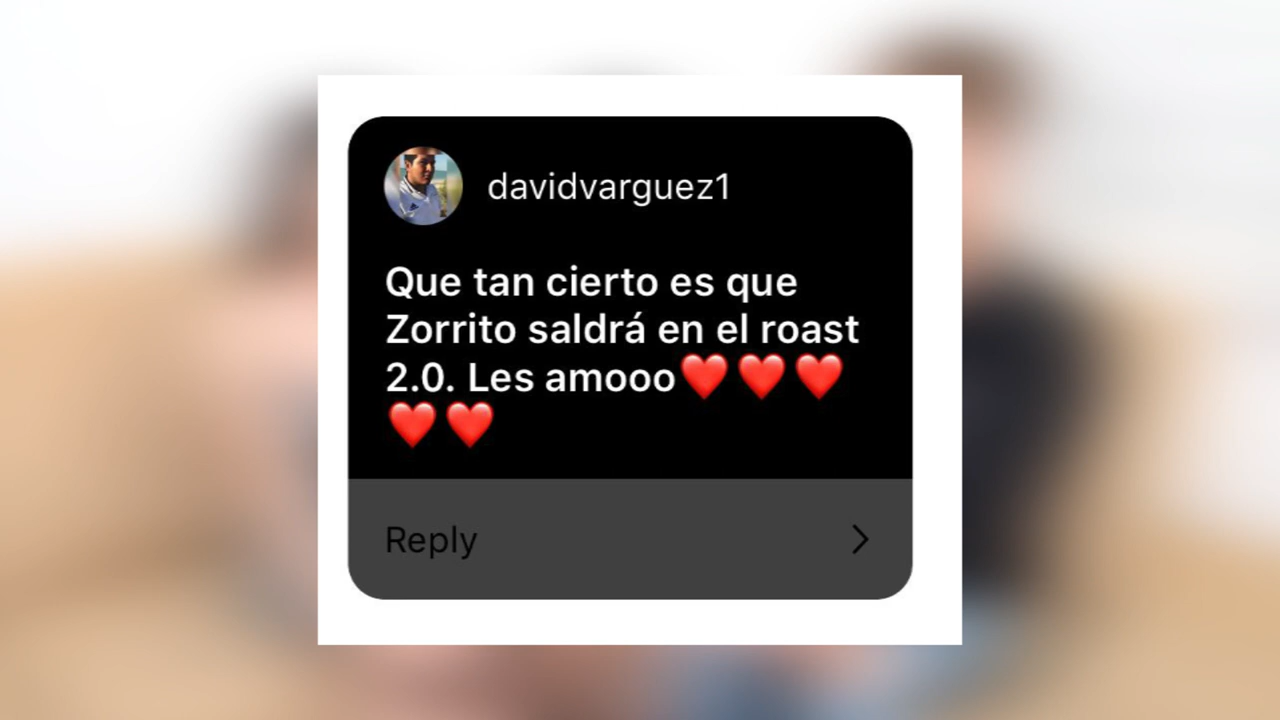 davidvarguez1
Que tan cierto es que
Zorrito saldrá en el roast
2.0. Les amooo❤️❤️❤️
❤️❤️
Reply